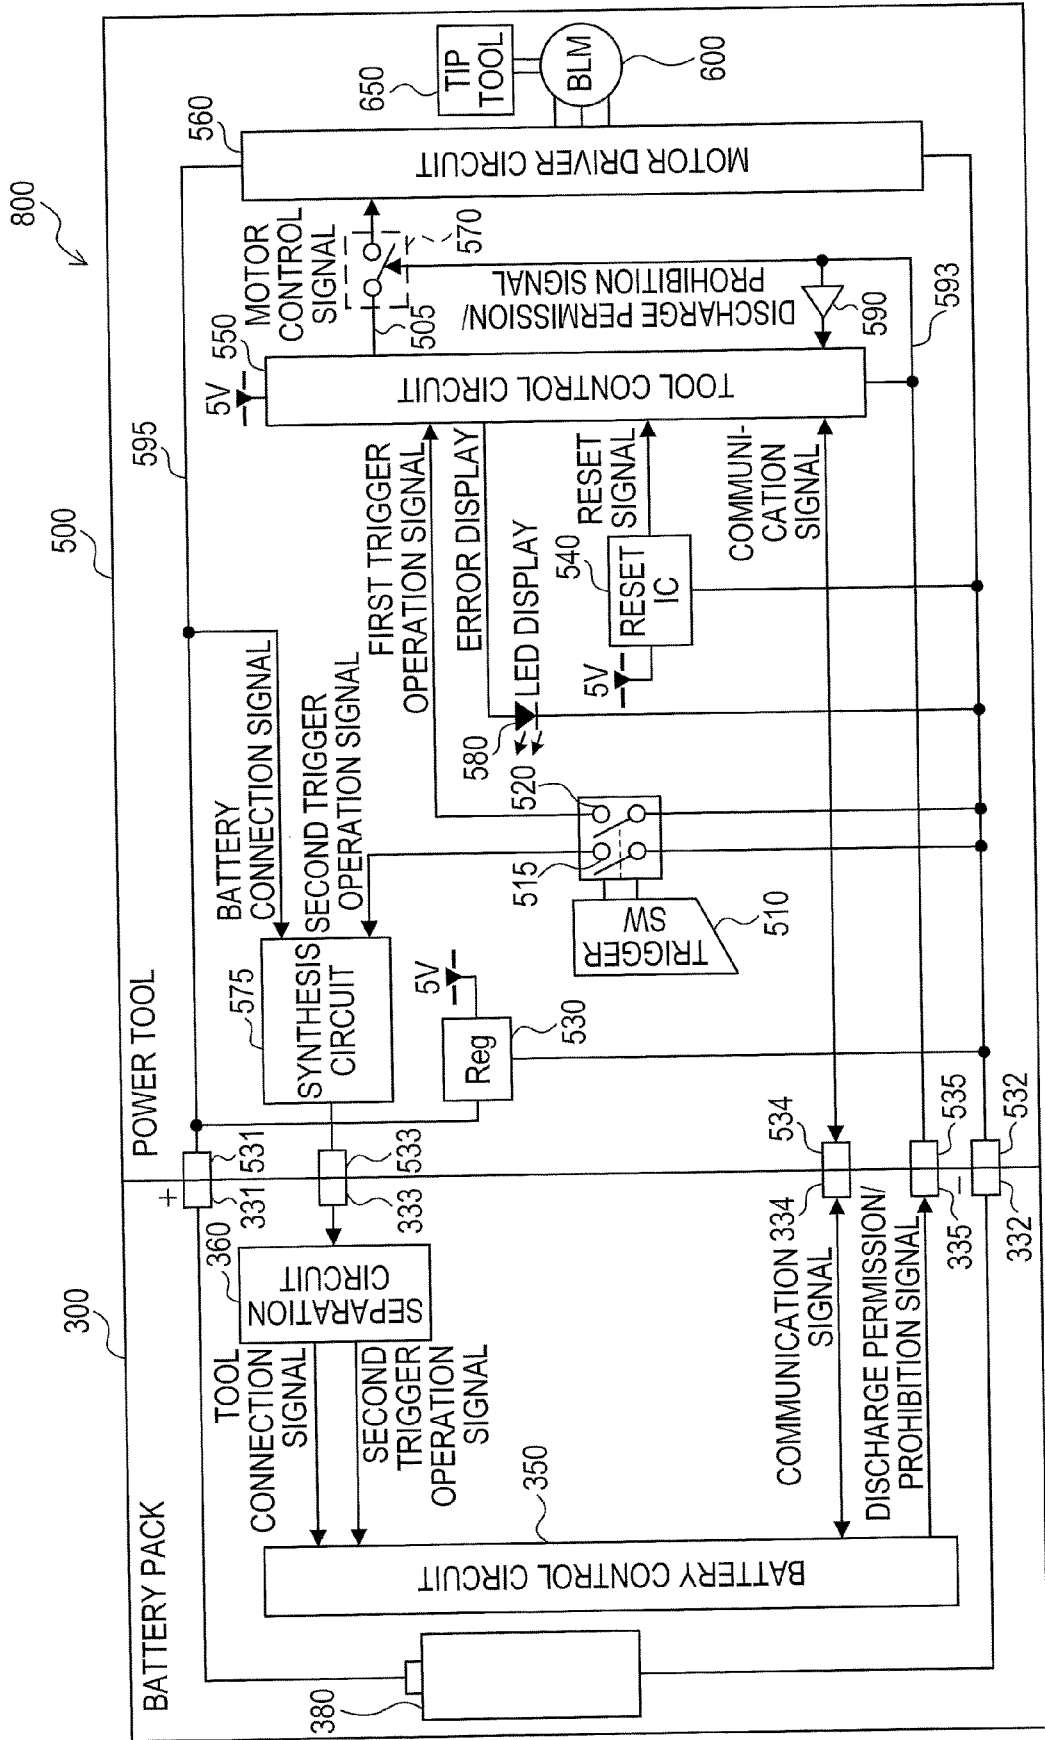 800
BATTERY PACK
300
POWER TOOL
500
380
BATTERY CONTROL CIRCUIT
350
TOOL
CONNECTION
SIGNAL
SECOND
TRIGGER
OPERATION
SIGNAL
360
SEPARATION
CIRCUIT
COMMUNICATION
SIGNAL
DISCHARGE PERMISSION/
PROHIBITION SIGNAL
+
331
531
333
533
334
534
335
535
−
332
532
575
SYNTHESIS
CIRCUIT
BATTERY
CONNECTION SIGNAL
SECOND TRIGGER
OPERATION SIGNAL
5V
Reg
530
TRIGGER
SW
510
515
520
580
LED DISPLAY
ERROR DISPLAY
FIRST TRIGGER
OPERATION SIGNAL
5V
RESET
IC
540
RESET
SIGNAL
COMMUNI-
CATION
SIGNAL
595
5V
550
TOOL CONTROL CIRCUIT
505
MOTOR
CONTROL
SIGNAL
570
DISCHARGE PERMISSION/
PROHIBITION SIGNAL
590
593
560
MOTOR DRIVER CIRCUIT
650
TIP
TOOL
BLM
600